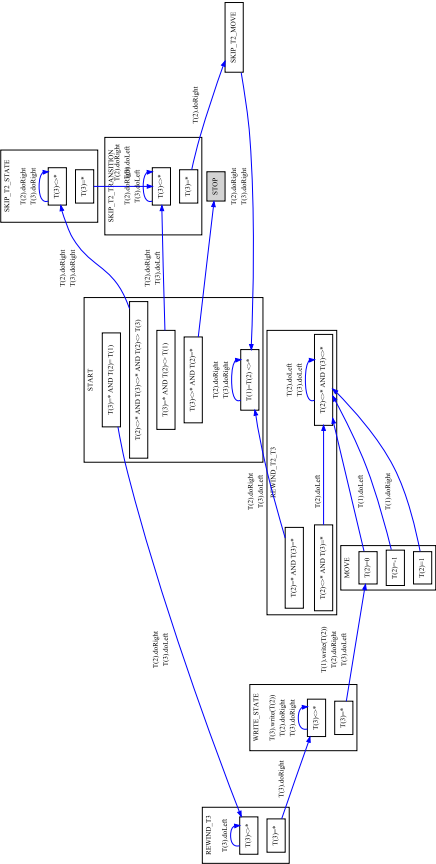 SKIP_T2_MOVE
T(2).doRight
SKIP_T2_STATE
T(2).doRight
T(3).doRight
T(3)<>*
T(3)=*
SKIP_T2_TRANSITION
T(2).doRight
T(2).doRight
T(3).doLeft
T(3)<>*
T(3)=*
STOP
T(2).doRight
T(3).doRight
T(2).doRight
T(3).doRight
T(2).doRight
T(3).doLeft
START
T(3)=* AND T(2)= T(1)
T(2)<>* AND T(3)<>* AND T(2)<> T(3)
T(3)=* AND T(2)<> T(1)
T(3)<>* AND T(2)=*
T(2).doRight
T(3).doRight
T(1)=T(2) <>*
T(2).doRight
T(3).doLeft
REWIND_T2_T3
T(2)=* AND T(3)=*
T(2)<>* AND T(3)=*
T(2).doLeft
T(2).doLeft
T(3).doLeft
T(2)<>* AND T(3)<>*
T(1).doLeft
T(1).doRight
MOVE
T(2)=0
T(2)=-1
T(2)=1
T(1).write(T(2))
T(2).doRight
T(3).doLeft
T(2).doRight
T(3).doLeft
WRITE_STATE
T(3).write(T(2))
T(2).doRight
T(3).doRight
T(3)<>*
T(3)=*
T(3).doRight
REWIND_T3
T(3).doLeft
T(3)<>*
T(3)=*